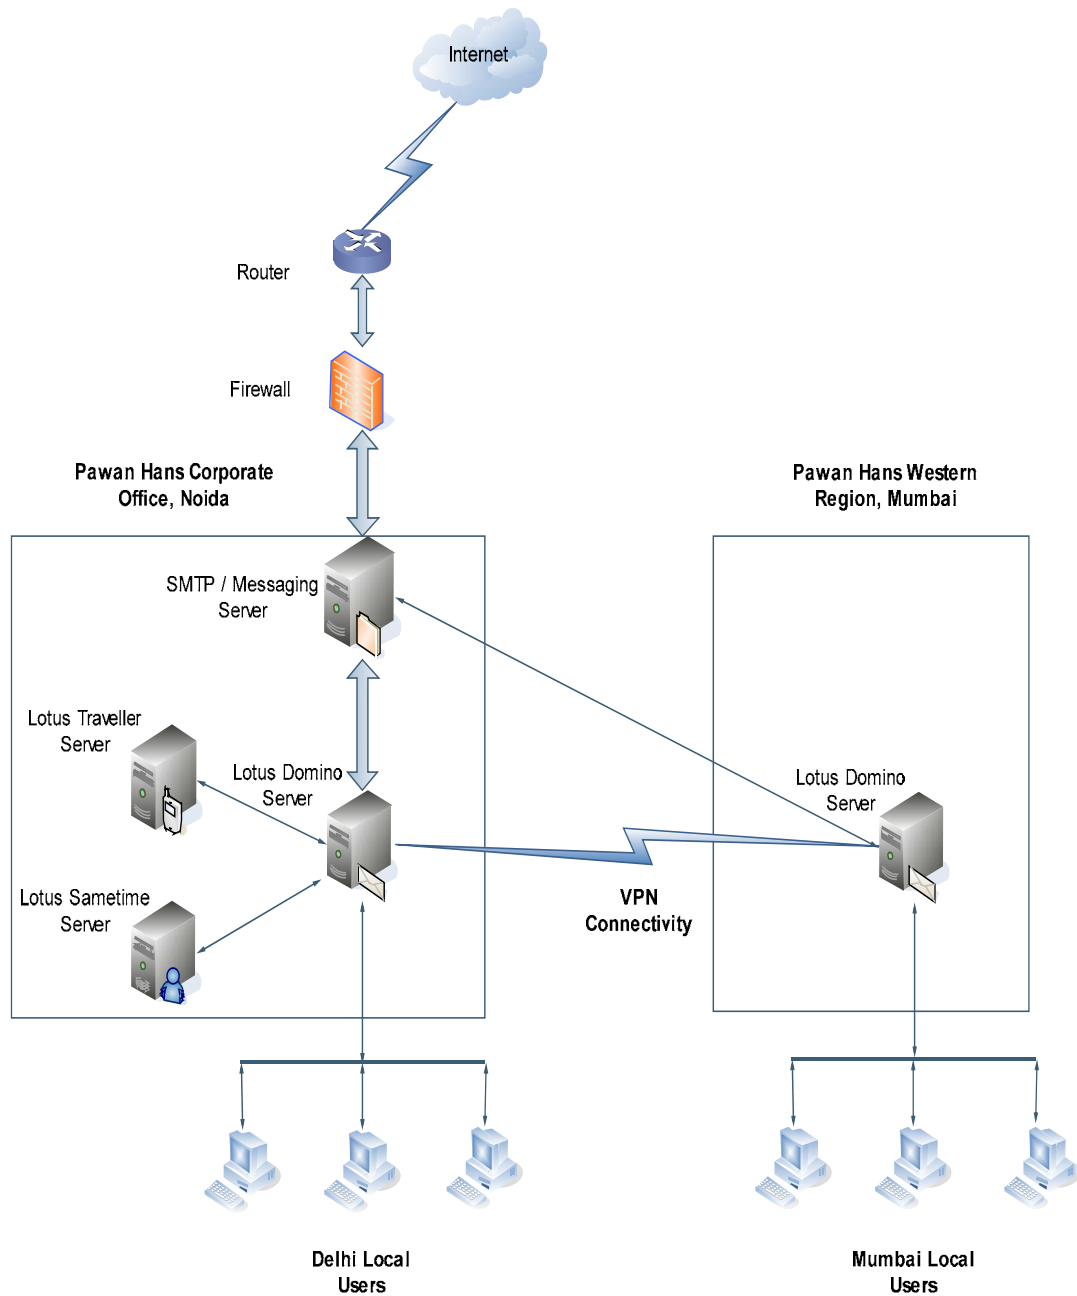 Internet
Router
Firewall
Pawan Hans Corporate
Office, Noida
Pawan Hans Western
Region, Mumbai
SMTP / Messaging
Server
Lotus Traveller
Server
Lotus Domino
Server
Lotus Domino
Server
Lotus Sametime
Server
VPN
Connectivity
Delhi Local
Users
Mumbai Local
Users